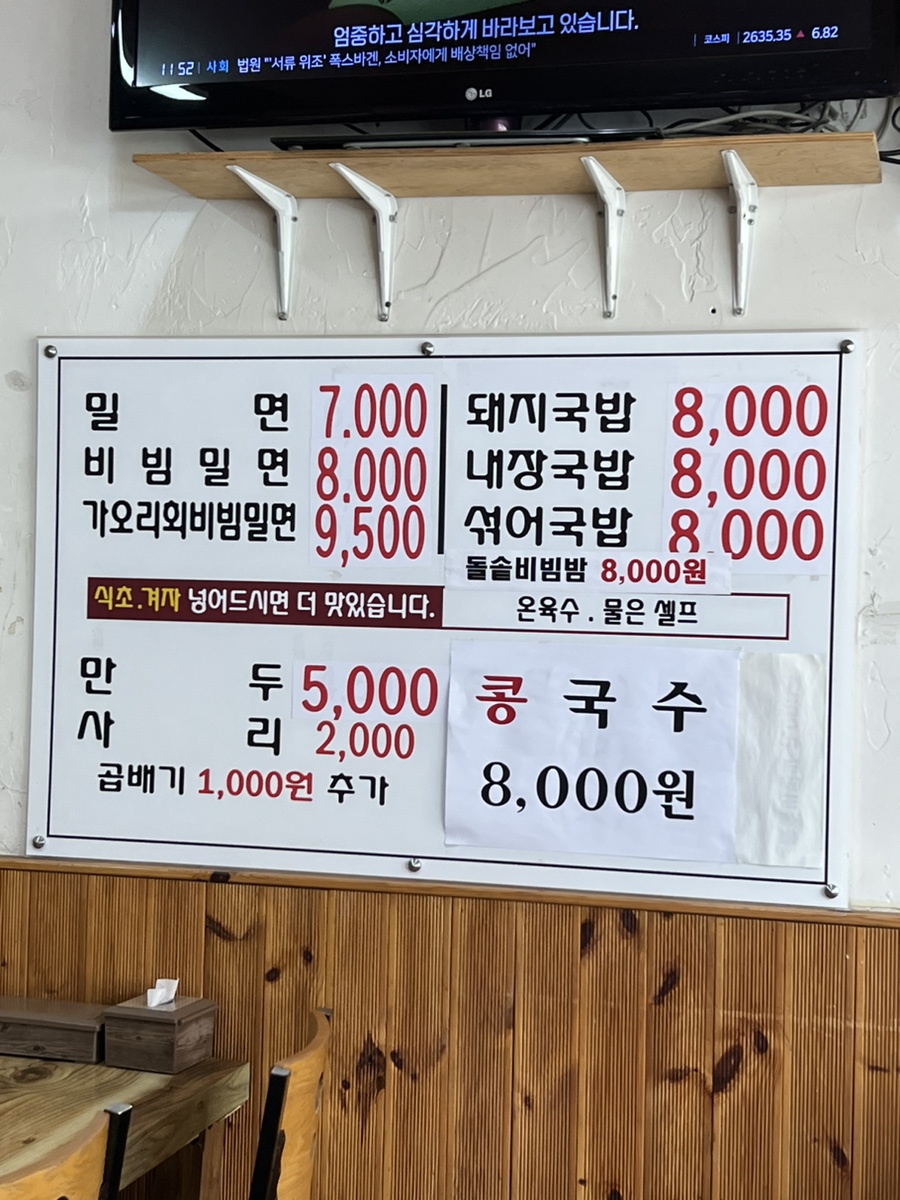 엄중하고 심각하게 바라보고 있습니다.
11:52 사회 법원 "'서류 위조' 폭스바겐, 소비자에게 배상책임 없어" 코스피 2635.35 ▲ 6.82
LG
밀면 7.000
비빔밀면 8.000
가오리회비빔밀면 9,500
돼지국밥 8,000
내장국밥 8,000
섞어국밥 8,000
돌솥비빔밥 8,000원
식초.겨자 넣어드시면 더 맛있습니다.
온육수. 물은 셀프
만두 5,000
사리 2,000
곱배기 1,000원 추가
콩국수
8,000원